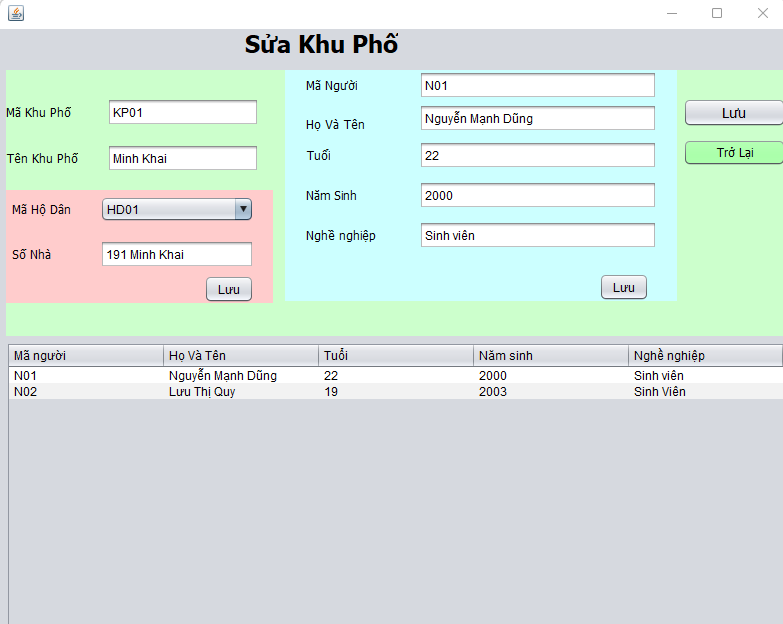 Sửa Khu Phố
Mã Khu Phố KP01
Tên Khu Phố Minh Khai
Mã Hộ Dân HD01
Số Nhà 191 Minh Khai
Lưu
Mã Người N01
Họ Và Tên Nguyễn Mạnh Dũng
Tuổi 22
Năm Sinh 2000
Nghề nghiệp Sinh viên
Lưu
Lưu
Trở Lại
Mã người Họ Và Tên Tuổi Năm sinh Nghề nghiệp
N01 Nguyễn Mạnh Dũng 22 2000 Sinh viên
N02 Lưu Thị Quy 19 2003 Sinh Viên